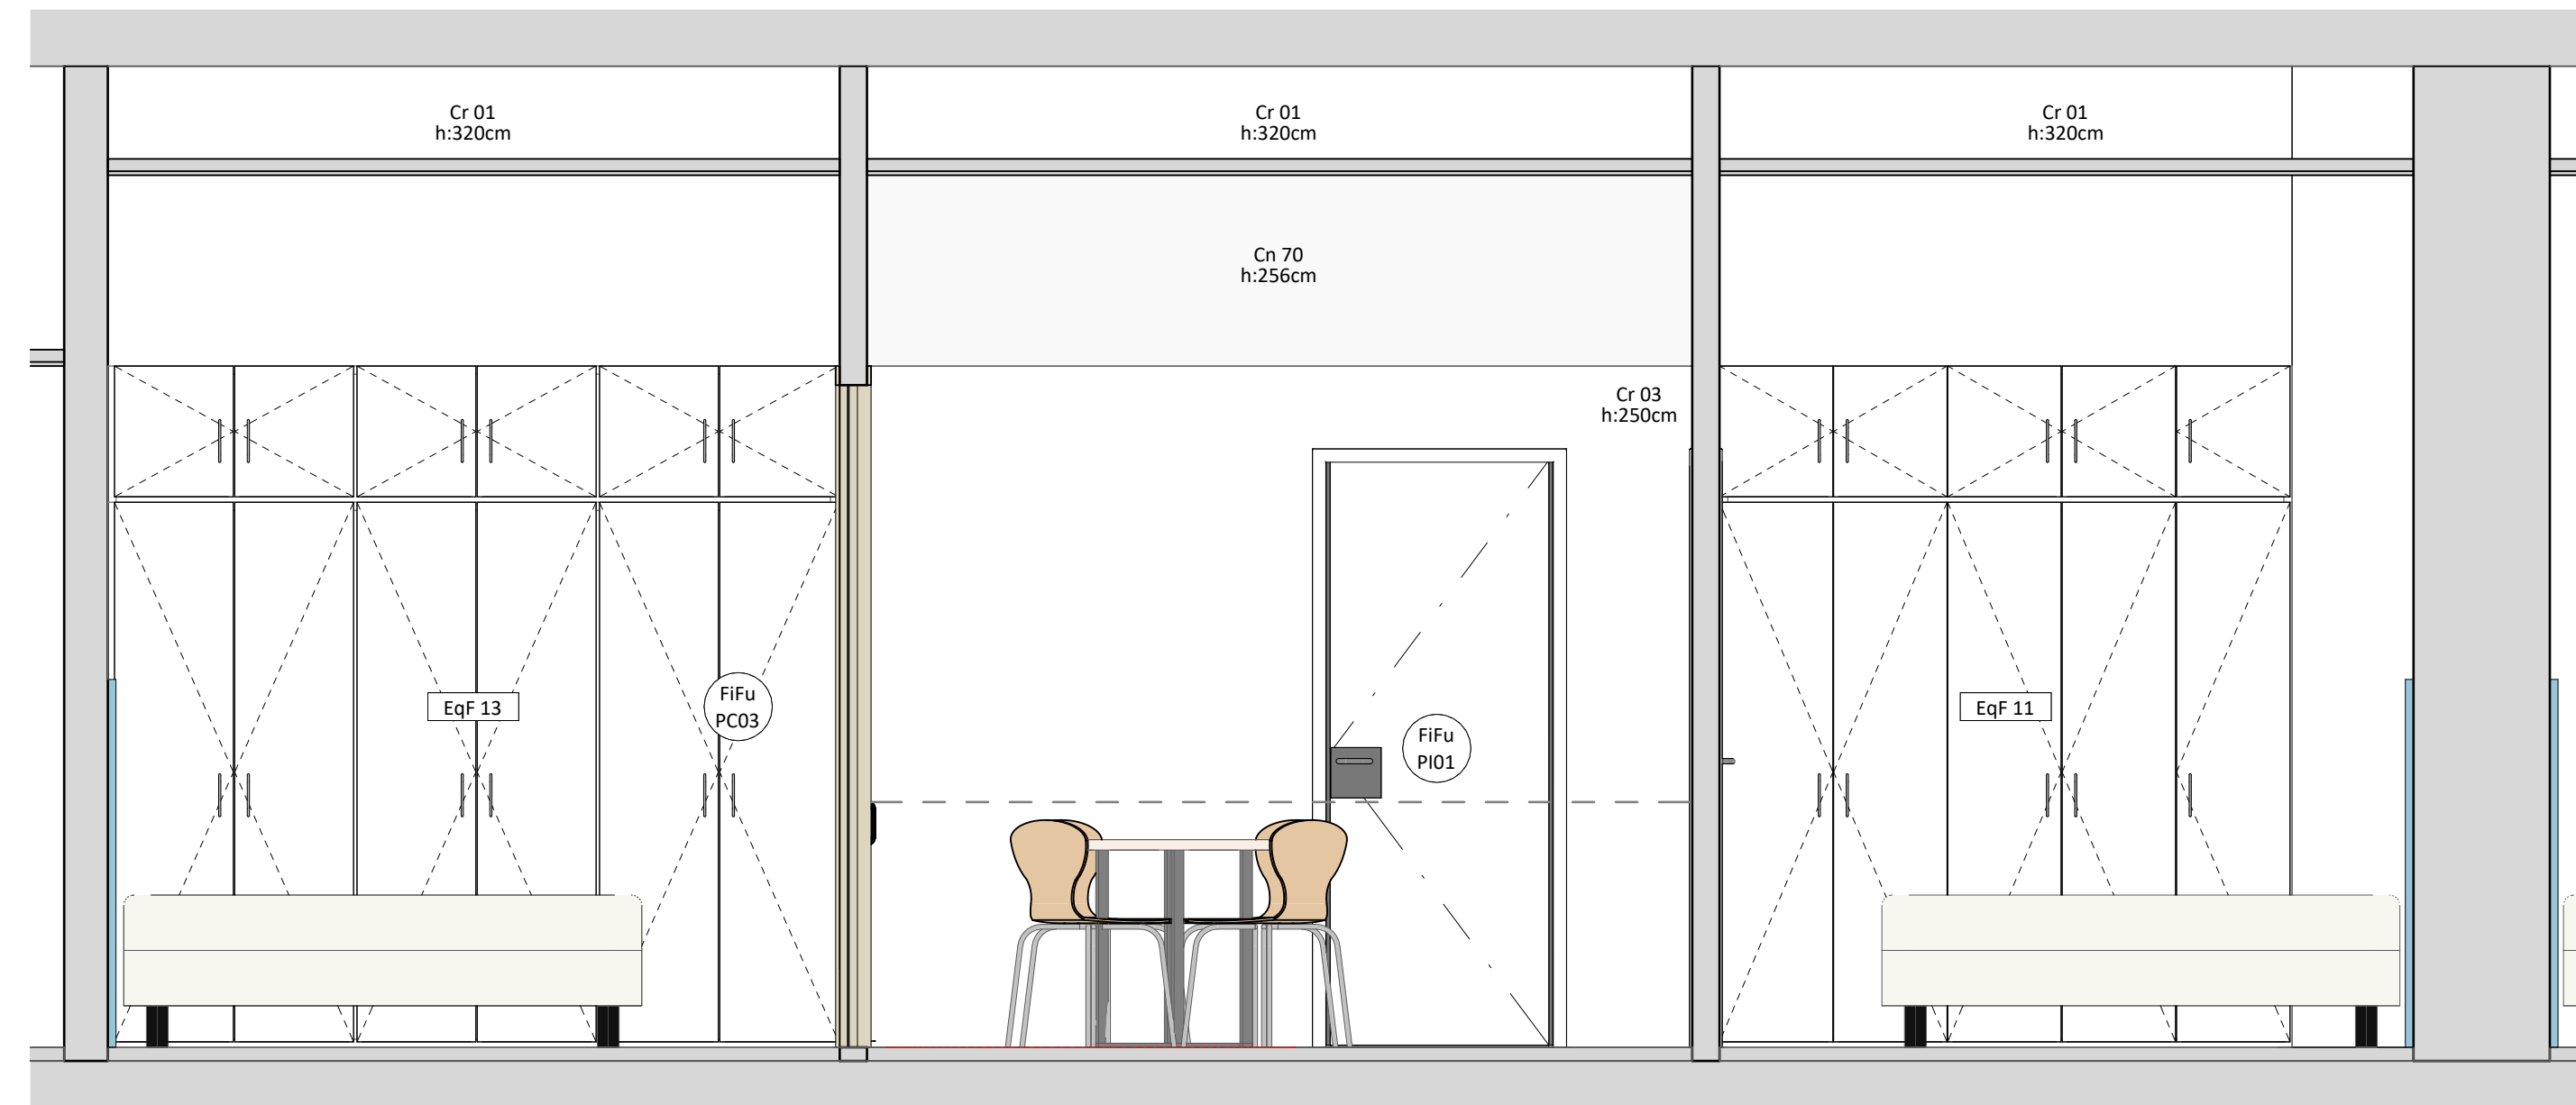 Cr 01
h:320cm
Cr 01
h:320cm
Cr 01
h:320cm
Cn 70
h:256cm
Cr 03
h:250cm
EqF 13
FiFu
PC03
FiFu
PI01
EqF 11